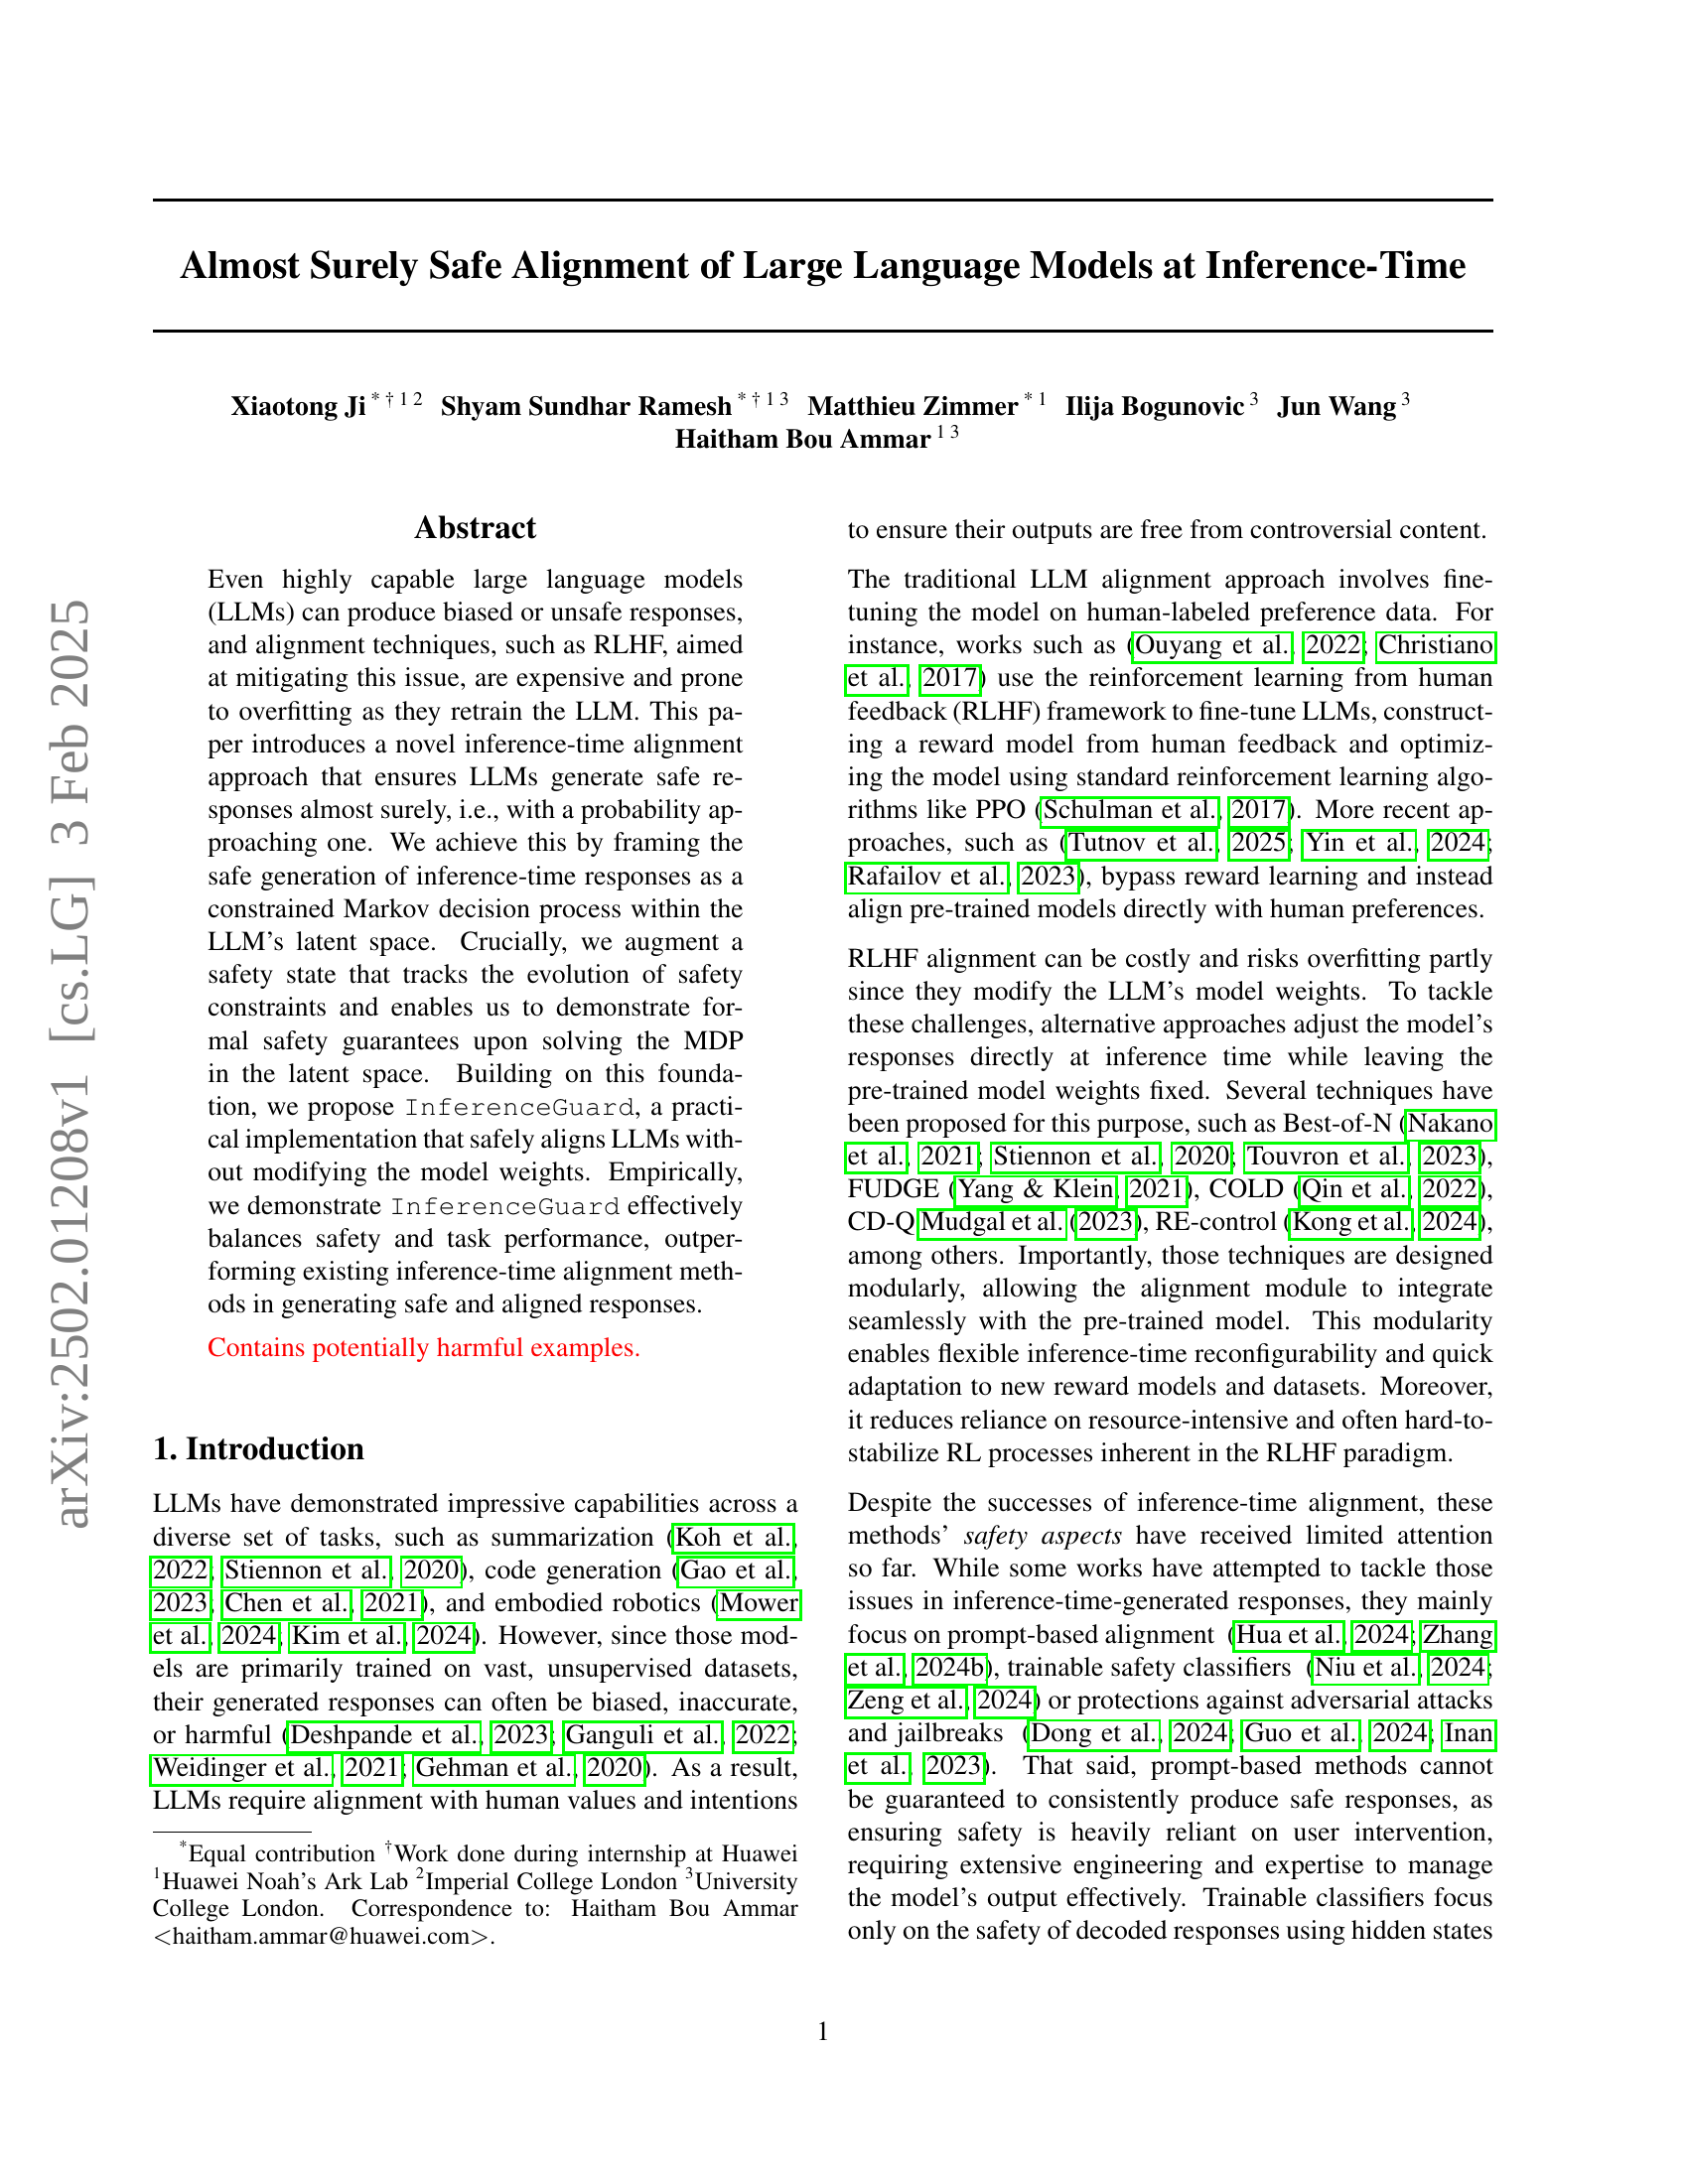 Almost Surely Safe Alignment of Large Language Models at Inference-Time
Xiaotong Ji * † 1 2 Shyam Sundhar Ramesh * † 1 3 Matthieu Zimmer * 1 Ilija Bogunovic 3 Jun Wang 3
Haitham Bou Ammar 1 3
Abstract
Even highly capable large language models
(LLMs) can produce biased or unsafe responses,
and alignment techniques, such as RLHF, aimed
at mitigating this issue, are expensive and prone
to overfitting as they retrain the LLM. This pa-
per introduces a novel inference-time alignment
approach that ensures LLMs generate safe re-
sponses almost surely, i.e., with a probability ap-
proaching one. We achieve this by framing the
safe generation of inference-time responses as a
constrained Markov decision process within the
LLM's latent space. Crucially, we augment a
safety state that tracks the evolution of safety
constraints and enables us to demonstrate for-
mal safety guarantees upon solving the MDP
in the latent space. Building on this founda-
tion, we propose InferenceGuard, a practi-
cal implementation that safely aligns LLMs with-
out modifying the model weights. Empirically,
we demonstrate InferenceGuard effectively
balances safety and task performance, outper-
forming existing inference-time alignment meth-
ods in generating safe and aligned responses.
Contains potentially harmful examples.
1. Introduction
LLMs have demonstrated impressive capabilities across a
diverse set of tasks, such as summarization (Koh et al.,
2022; Stiennon et al., 2020), code generation (Gao et al.,
2023; Chen et al., 2021), and embodied robotics (Mower
et al., 2024; Kim et al., 2024). However, since those mod-
els are primarily trained on vast, unsupervised datasets,
their generated responses can often be biased, inaccurate,
or harmful (Deshpande et al., 2023; Ganguli et al., 2022;
Weidinger et al., 2021; Gehman et al., 2020). As a result,
LLMs require alignment with human values and intentions
*Equal contribution †Work done during internship at Huawei
1Huawei Noah's Ark Lab 2Imperial College London 3University
College London. Correspondence to: Haitham Bou Ammar
<haitham.ammar@huawei.com>.
to ensure their outputs are free from controversial content.
The traditional LLM alignment approach involves fine-
tuning the model on human-labeled preference data. For
instance, works such as (Ouyang et al., 2022; Christiano
et al., 2017) use the reinforcement learning from human
feedback (RLHF) framework to fine-tune LLMs, construct-
ing a reward model from human feedback and optimiz-
ing the model using standard reinforcement learning algo-
rithms like PPO (Schulman et al., 2017). More recent ap-
proaches, such as (Tutnov et al., 2025; Yin et al., 2024;
Rafailov et al., 2023), bypass reward learning and instead
align pre-trained models directly with human preferences.
RLHF alignment can be costly and risks overfitting partly
since they modify the LLM's model weights. To tackle
these challenges, alternative approaches adjust the model's
responses directly at inference time while leaving the
pre-trained model weights fixed. Several techniques have
been proposed for this purpose, such as Best-of-N (Nakano
et al., 2021; Stiennon et al., 2020; Touvron et al., 2023),
FUDGE (Yang & Klein, 2021), COLD (Qin et al., 2022),
CD-Q Mudgal et al. (2023), RE-control (Kong et al., 2024),
among others. Importantly, those techniques are designed
modularly, allowing the alignment module to integrate
seamlessly with the pre-trained model. This modularity
enables flexible inference-time reconfigurability and quick
adaptation to new reward models and datasets. Moreover,
it reduces reliance on resource-intensive and often hard-to-
stabilize RL processes inherent in the RLHF paradigm.
Despite the successes of inference-time alignment, these
methods' safety aspects have received limited attention
so far. While some works have attempted to tackle those
issues in inference-time-generated responses, they mainly
focus on prompt-based alignment (Hua et al., 2024; Zhang
et al., 2024b), trainable safety classifiers (Niu et al., 2024;
Zeng et al., 2024) or protections against adversarial attacks
and jailbreaks (Dong et al., 2024; Guo et al., 2024; Inan
et al., 2023). That said, prompt-based methods cannot
be guaranteed to consistently produce safe responses, as
ensuring safety is heavily reliant on user intervention,
requiring extensive engineering and expertise to manage
the model's output effectively. Trainable classifiers focus
only on the safety of decoded responses using hidden states
1
arXiv:2502.01208v1 [cs.LG] 3 Feb 2025